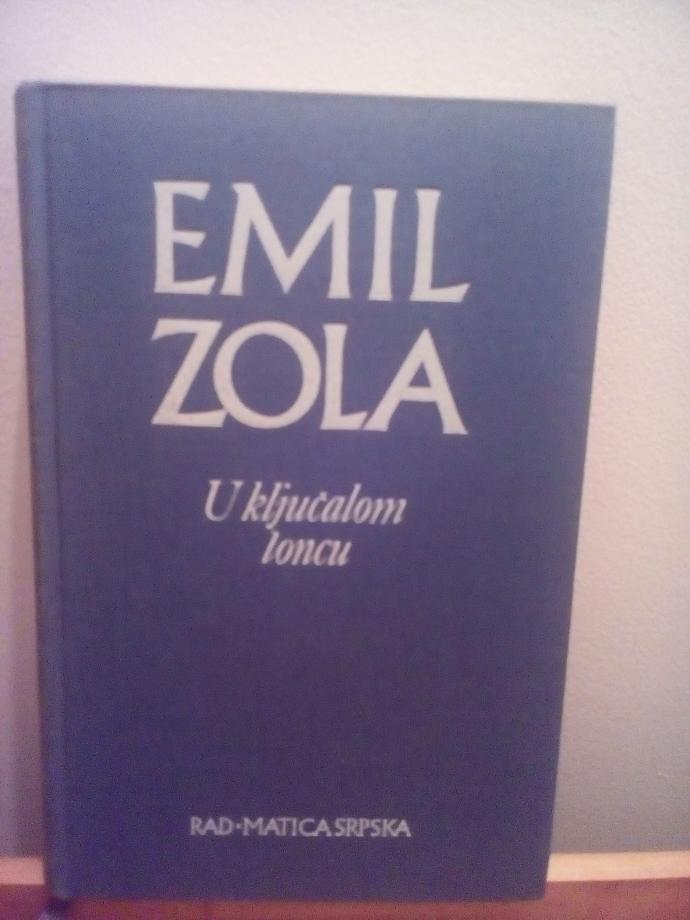 EMIL
ZOLA
U ključalom
loncu
RAD•MATICA SRPSKA